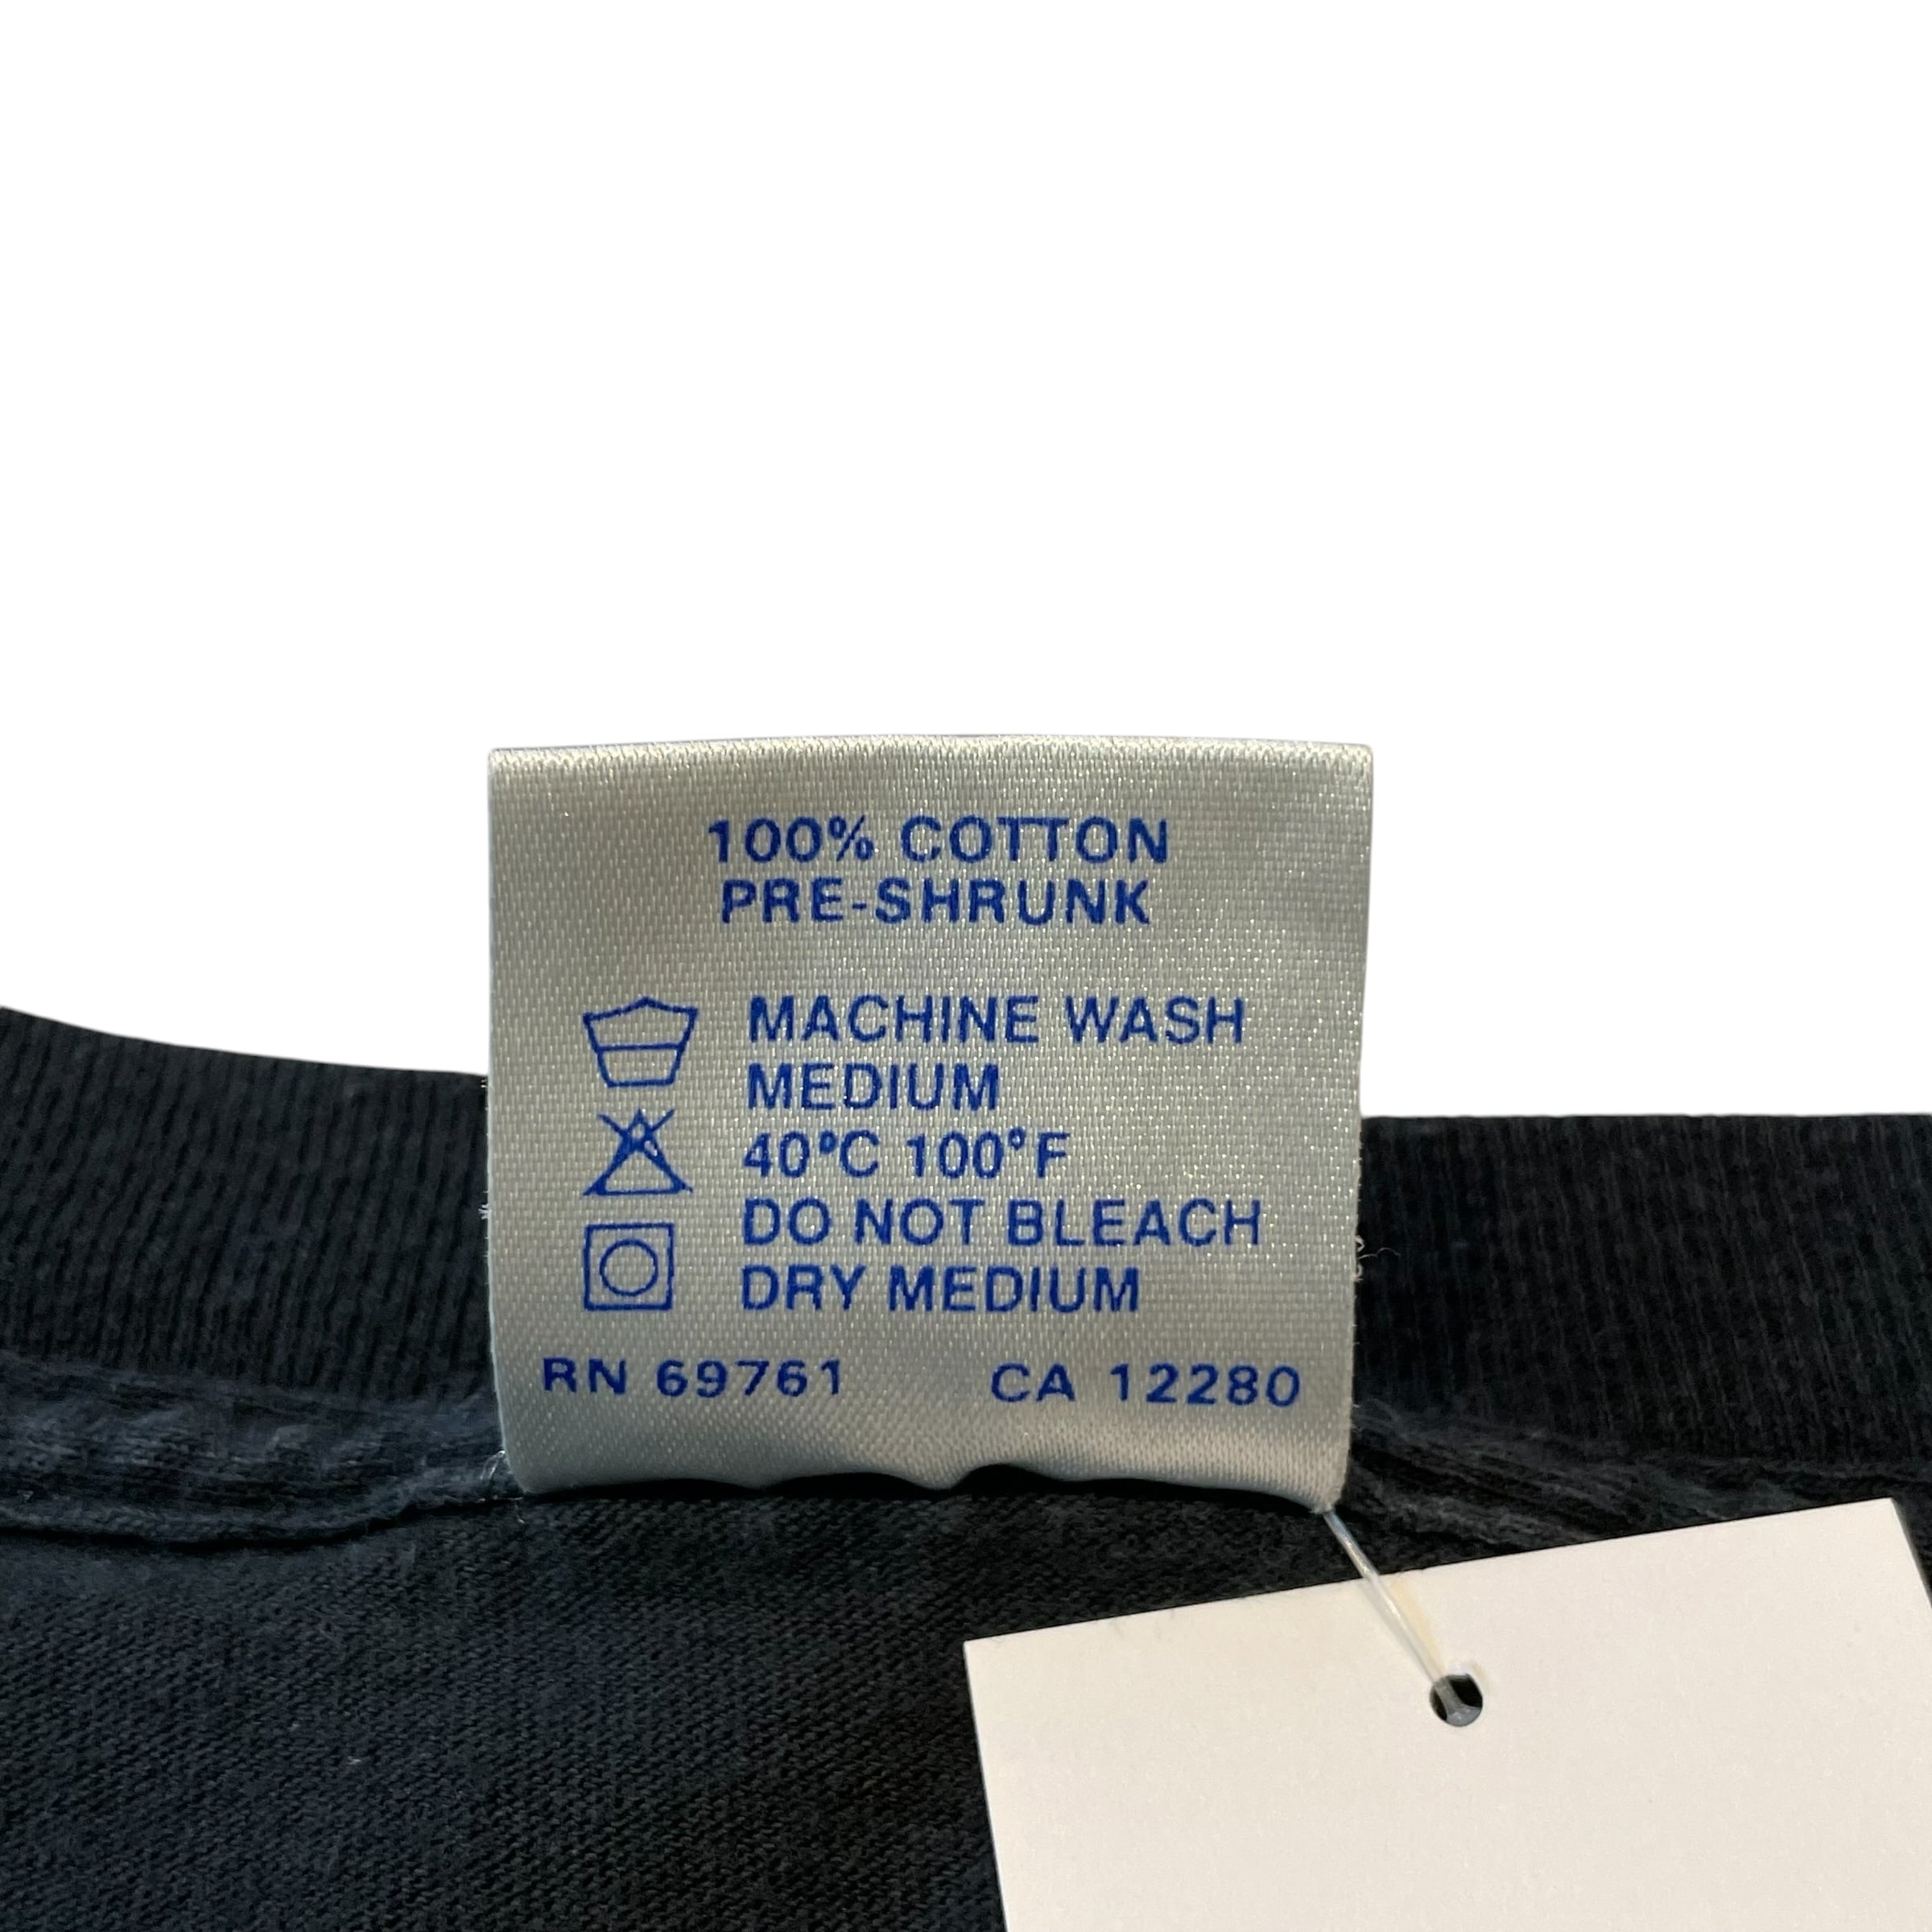 100% COTTON
PRE-SHRUNK
MACHINE WASH
MEDIUM
40°C 100°F
DO NOT BLEACH
DRY MEDIUM
RN 69761 CA 12280